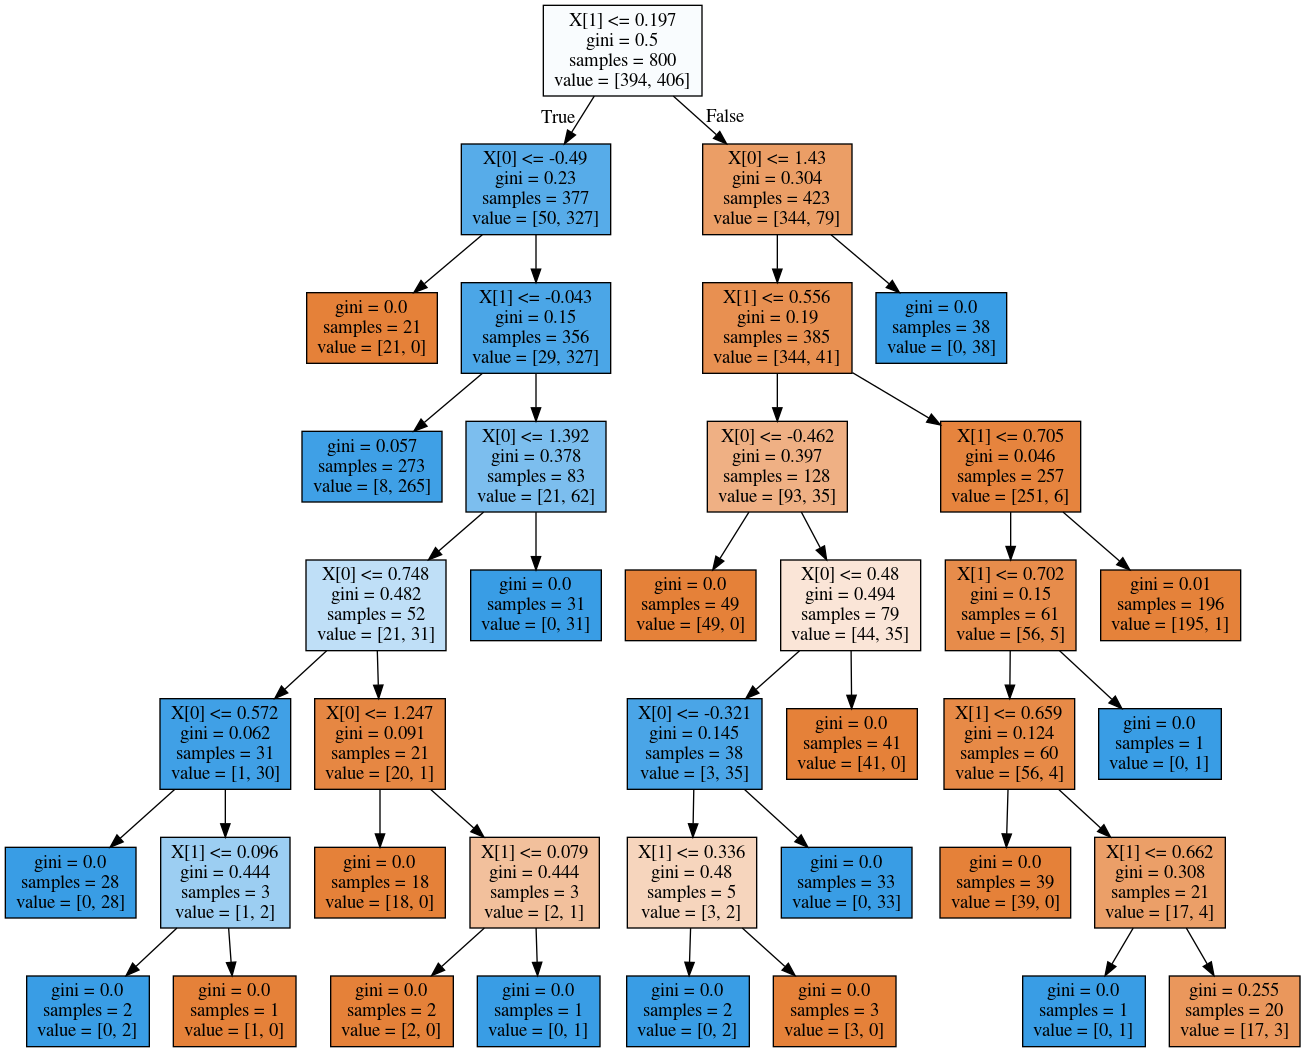 X[1] <= 0.197
gini = 0.5
samples = 800
value = [394, 406]
True
False
X[0] <= -0.49
gini = 0.23
samples = 377
value = [50, 327]
X[0] <= 1.43
gini = 0.304
samples = 423
value = [344, 79]
gini = 0.0
samples = 21
value = [21, 0]
X[1] <= -0.043
gini = 0.15
samples = 356
value = [29, 327]
X[1] <= 0.556
gini = 0.19
samples = 385
value = [344, 41]
gini = 0.0
samples = 38
value = [0, 38]
gini = 0.057
samples = 273
value = [8, 265]
X[0] <= 1.392
gini = 0.378
samples = 83
value = [21, 62]
X[0] <= -0.462
gini = 0.397
samples = 128
value = [93, 35]
X[1] <= 0.705
gini = 0.046
samples = 257
value = [251, 6]
X[0] <= 0.748
gini = 0.482
samples = 52
value = [21, 31]
gini = 0.0
samples = 31
value = [0, 31]
gini = 0.0
samples = 49
value = [49, 0]
X[0] <= 0.48
gini = 0.494
samples = 79
value = [44, 35]
X[1] <= 0.702
gini = 0.15
samples = 61
value = [56, 5]
gini = 0.01
samples = 196
value = [195, 1]
X[0] <= 0.572
gini = 0.062
samples = 31
value = [1, 30]
X[0] <= 1.247
gini = 0.091
samples = 21
value = [20, 1]
X[0] <= -0.321
gini = 0.145
samples = 38
value = [3, 35]
gini = 0.0
samples = 41
value = [41, 0]
X[1] <= 0.659
gini = 0.124
samples = 60
value = [56, 4]
gini = 0.0
samples = 1
value = [0, 1]
gini = 0.0
samples = 28
value = [0, 28]
X[1] <= 0.096
gini = 0.444
samples = 3
value = [1, 2]
gini = 0.0
samples = 18
value = [18, 0]
X[1] <= 0.079
gini = 0.444
samples = 3
value = [2, 1]
X[1] <= 0.336
gini = 0.48
samples = 5
value = [3, 2]
gini = 0.0
samples = 33
value = [0, 33]
gini = 0.0
samples = 39
value = [39, 0]
X[1] <= 0.662
gini = 0.308
samples = 21
value = [17, 4]
gini = 0.0
samples = 2
value = [0, 2]
gini = 0.0
samples = 1
value = [1, 0]
gini = 0.0
samples = 2
value = [2, 0]
gini = 0.0
samples = 1
value = [0, 1]
gini = 0.0
samples = 2
value = [0, 2]
gini = 0.0
samples = 3
value = [3, 0]
gini = 0.0
samples = 1
value = [0, 1]
gini = 0.255
samples = 20
value = [17, 3]